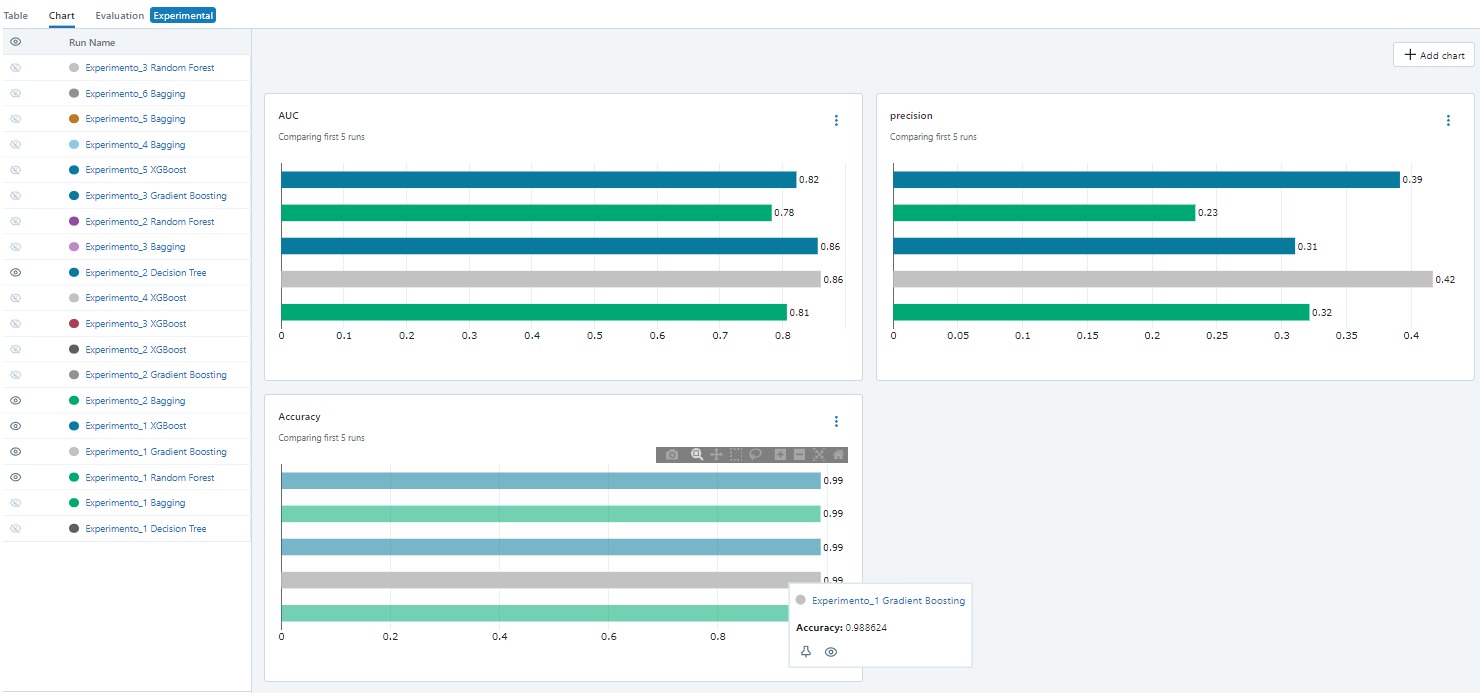 Table Chart Evaluation Experimental
Run Name
Experimento_3 Random Forest
Experimento_6 Bagging
Experimento_5 Bagging
Experimento_4 Bagging
Experimento_5 XGBoost
Experimento_3 Gradient Boosting
Experimento_2 Random Forest
Experimento_3 Bagging
Experimento_2 Decision Tree
Experimento_4 XGBoost
Experimento_3 XGBoost
Experimento_2 XGBoost
Experimento_2 Gradient Boosting
Experimento_2 Bagging
Experimento_1 XGBoost
Experimento_1 Gradient Boosting
Experimento_1 Random Forest
Experimento_1 Bagging
Experimento_1 Decision Tree
+ Add chart
AUC
Comparing first 5 runs
0.82
0.78
0.86
0.86
0.81
0 0.1 0.2 0.3 0.4 0.5 0.6 0.7 0.8
precision
Comparing first 5 runs
0.39
0.23
0.31
0.42
0.32
0 0.05 0.1 0.15 0.2 0.25 0.3 0.35 0.4
Accuracy
Comparing first 5 runs
0.99
0.99
0.99
0.99
0 0.2 0.4 0.6 0.8
Experimento_1 Gradient Boosting
Accuracy: 0.988624